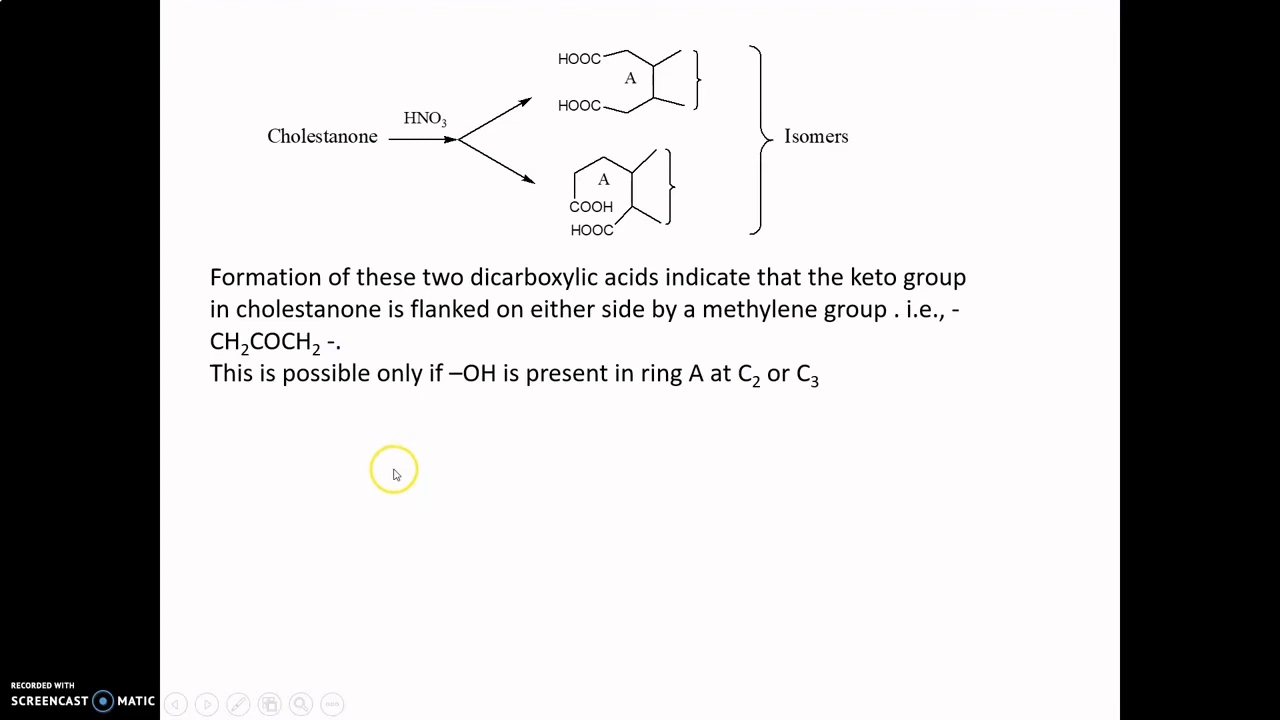 HOOC
A
HOOC
HNO3
Cholestanone
Isomers
A
COOH
HOOC
Formation of these two dicarboxylic acids indicate that the keto group
in cholestanone is flanked on either side by a methylene group . i.e., -
CH2COCH2 -.
This is possible only if –OH is present in ring A at C2 or C3
RECORDED WITH
SCREENCAST MATIC